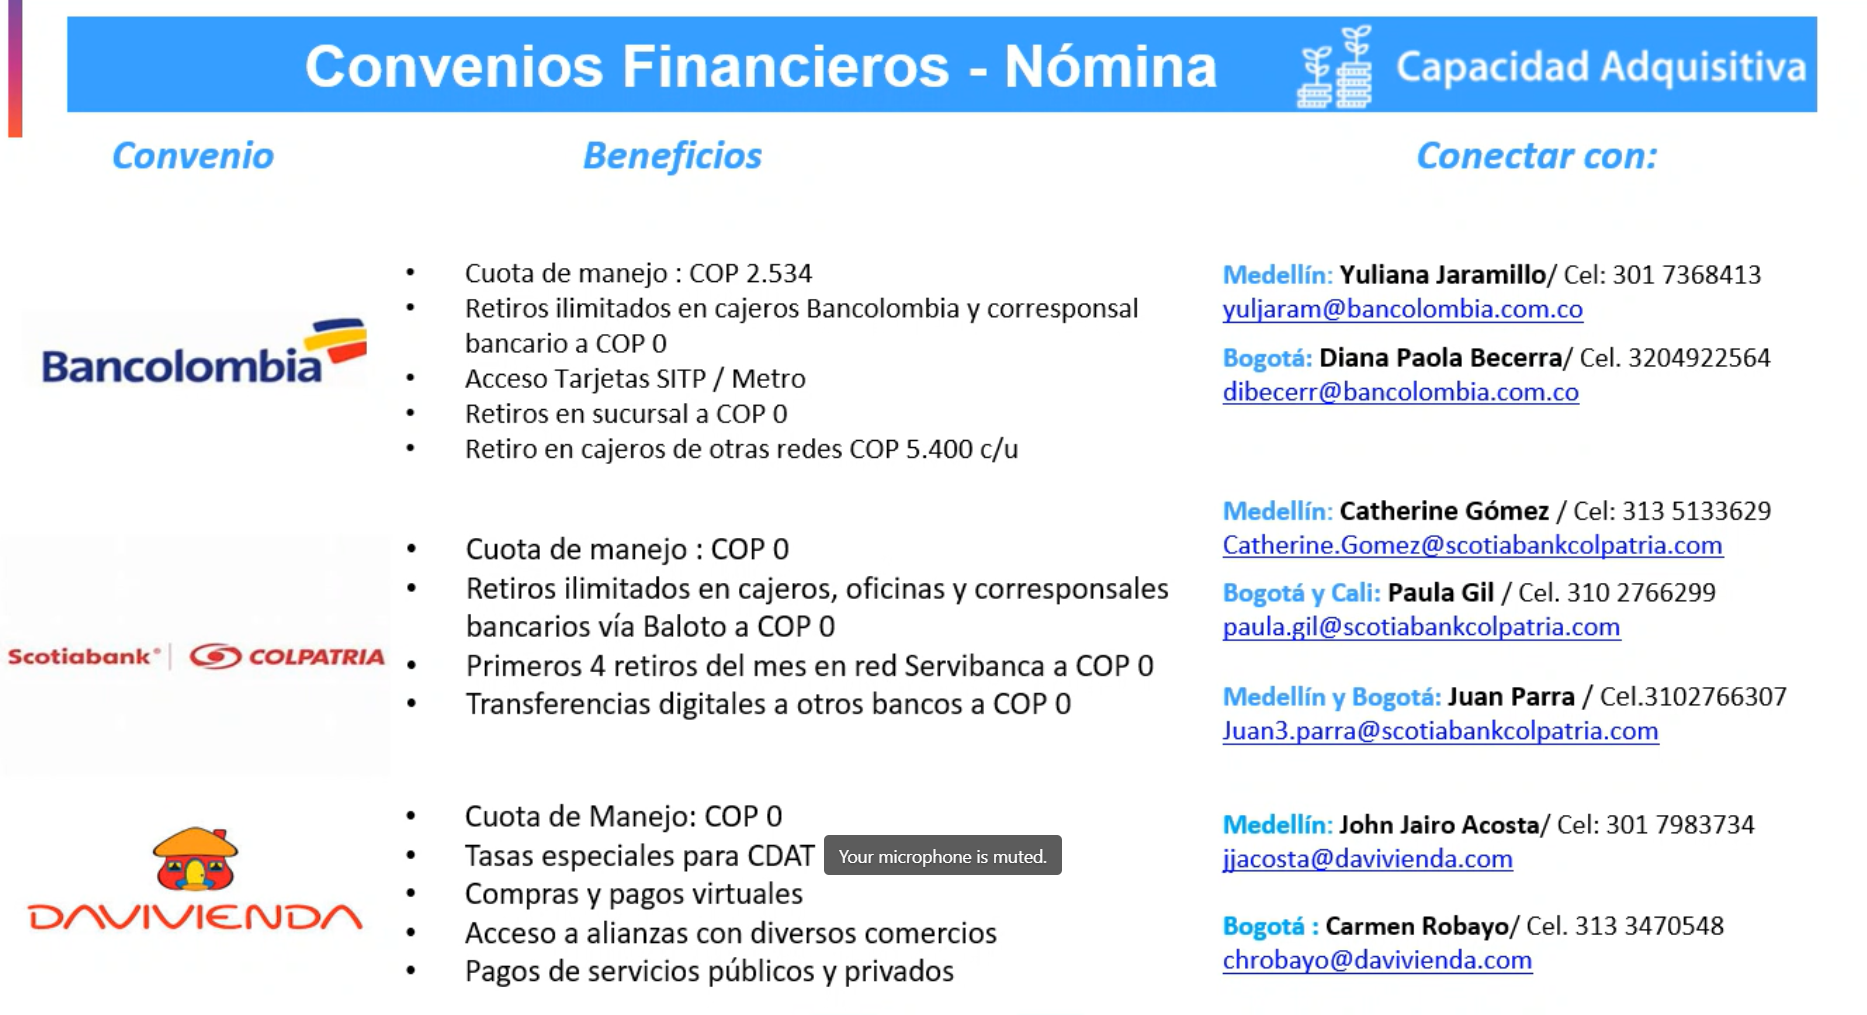 Convenios Financieros - Nómina
Capacidad Adquisitiva
Convenio
Beneficios
Conectar con:
Bancolombia
• Cuota de manejo : COP 2.534
• Retiros ilimitados en cajeros Bancolombia y corresponsal
bancario a COP 0
• Acceso Tarjetas SITP / Metro
• Retiros en sucursal a COP 0
• Retiro en cajeros de otras redes COP 5.400 c/u
Medellín: Yuliana Jaramillo/ Cel: 301 7368413
yuljaram@bancolombia.com.co
Bogotá: Diana Paola Becerra/ Cel. 3204922564
dibecerr@bancolombia.com.co
Scotiabank® | COLPATRIA
• Cuota de manejo : COP 0
• Retiros ilimitados en cajeros, oficinas y corresponsales
bancarios vía Baloto a COP 0
• Primeros 4 retiros del mes en red Servibanca a COP 0
• Transferencias digitales a otros bancos a COP 0
Medellín: Catherine Gómez / Cel: 313 5133629
Catherine.Gomez@scotiabankcolpatria.com
Bogotá y Cali: Paula Gil / Cel. 310 2766299
paula.gil@scotiabankcolpatria.com
Medellín y Bogotá: Juan Parra / Cel.3102766307
Juan3.parra@scotiabankcolpatria.com
DAVIVIENDA
• Cuota de Manejo: COP 0
• Tasas especiales para CDAT
Your microphone is muted.
• Compras y pagos virtuales
• Acceso a alianzas con diversos comercios
• Pagos de servicios públicos y privados
Medellín: John Jairo Acosta/ Cel: 301 7983734
jjacosta@davivienda.com
Bogotá : Carmen Robayo/ Cel. 313 3470548
chrobayo@davivienda.com